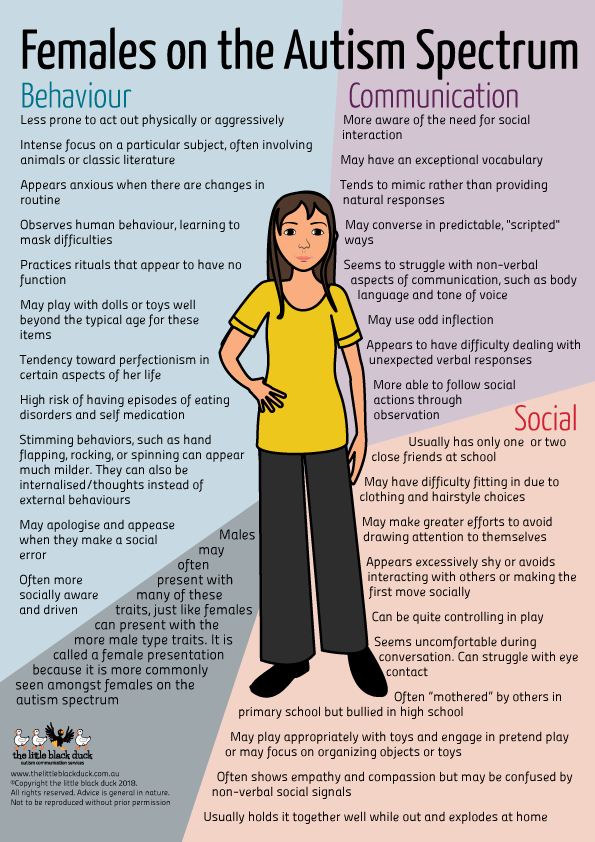 Females on the Autism Spectrum
Behaviour
Less prone to act out physically or aggressively
Intense focus on a particular subject, often involving
animals or classic literature
Appears anxious when there are changes in
routine
Observes human behaviour, learning to
mask difficulties
Practices rituals that appear to have no
function
May play with dolls or toys well
beyond the typical age for these
items
Tendency toward perfectionism in
certain aspects of her life
High risk of having episodes of eating
disorders and self medication
Stimming behaviors, such as hand
flapping, rocking, or spinning can appear
much milder. They can also be
internalised/thoughts instead of
external behaviours
May apologise and appease
when they make a social
error
Often more
socially aware
and driven
Communication
More aware of the need for social
interaction
May have an exceptional vocabulary
Tends to mimic rather than providing
natural responses
May converse in predictable, "scripted"
ways
Seems to struggle with non-verbal
aspects of communication, such as body
language and tone of voice
May use odd inflection
Appears to have difficulty dealing with
unexpected verbal responses
More able to follow social
actions through
observation
Social
Usually has only one or two
close friends at school
May have difficulty fitting in due to
clothing and hairstyle choices
May make greater efforts to avoid
drawing attention to themselves
Appears excessively shy or avoids
interacting with others or making the
first move socially
Can be quite controlling in play
Seems uncomfortable during
conversation. Can struggle with eye
contact
Often "mothered" by others in
primary school but bullied in high school
May play appropriately with toys and engage in pretend play
or may focus on organizing objects or toys
Often shows empathy and compassion but may be confused by
non-verbal social signals
Usually holds it together well while out and explodes at home
Males
may
often
present with
many of these
traits, just like females
can present with the
more male type traits. It is
called a female presentation
because it is more commonly
seen amongst females on the
autism spectrum
the little black duck
autism communication services
www.thelittleblackduck.com.au
©Copyright the little black duck 2018.
All rights reserved. Advice is general in nature.
Not to be reproduced without prior permission